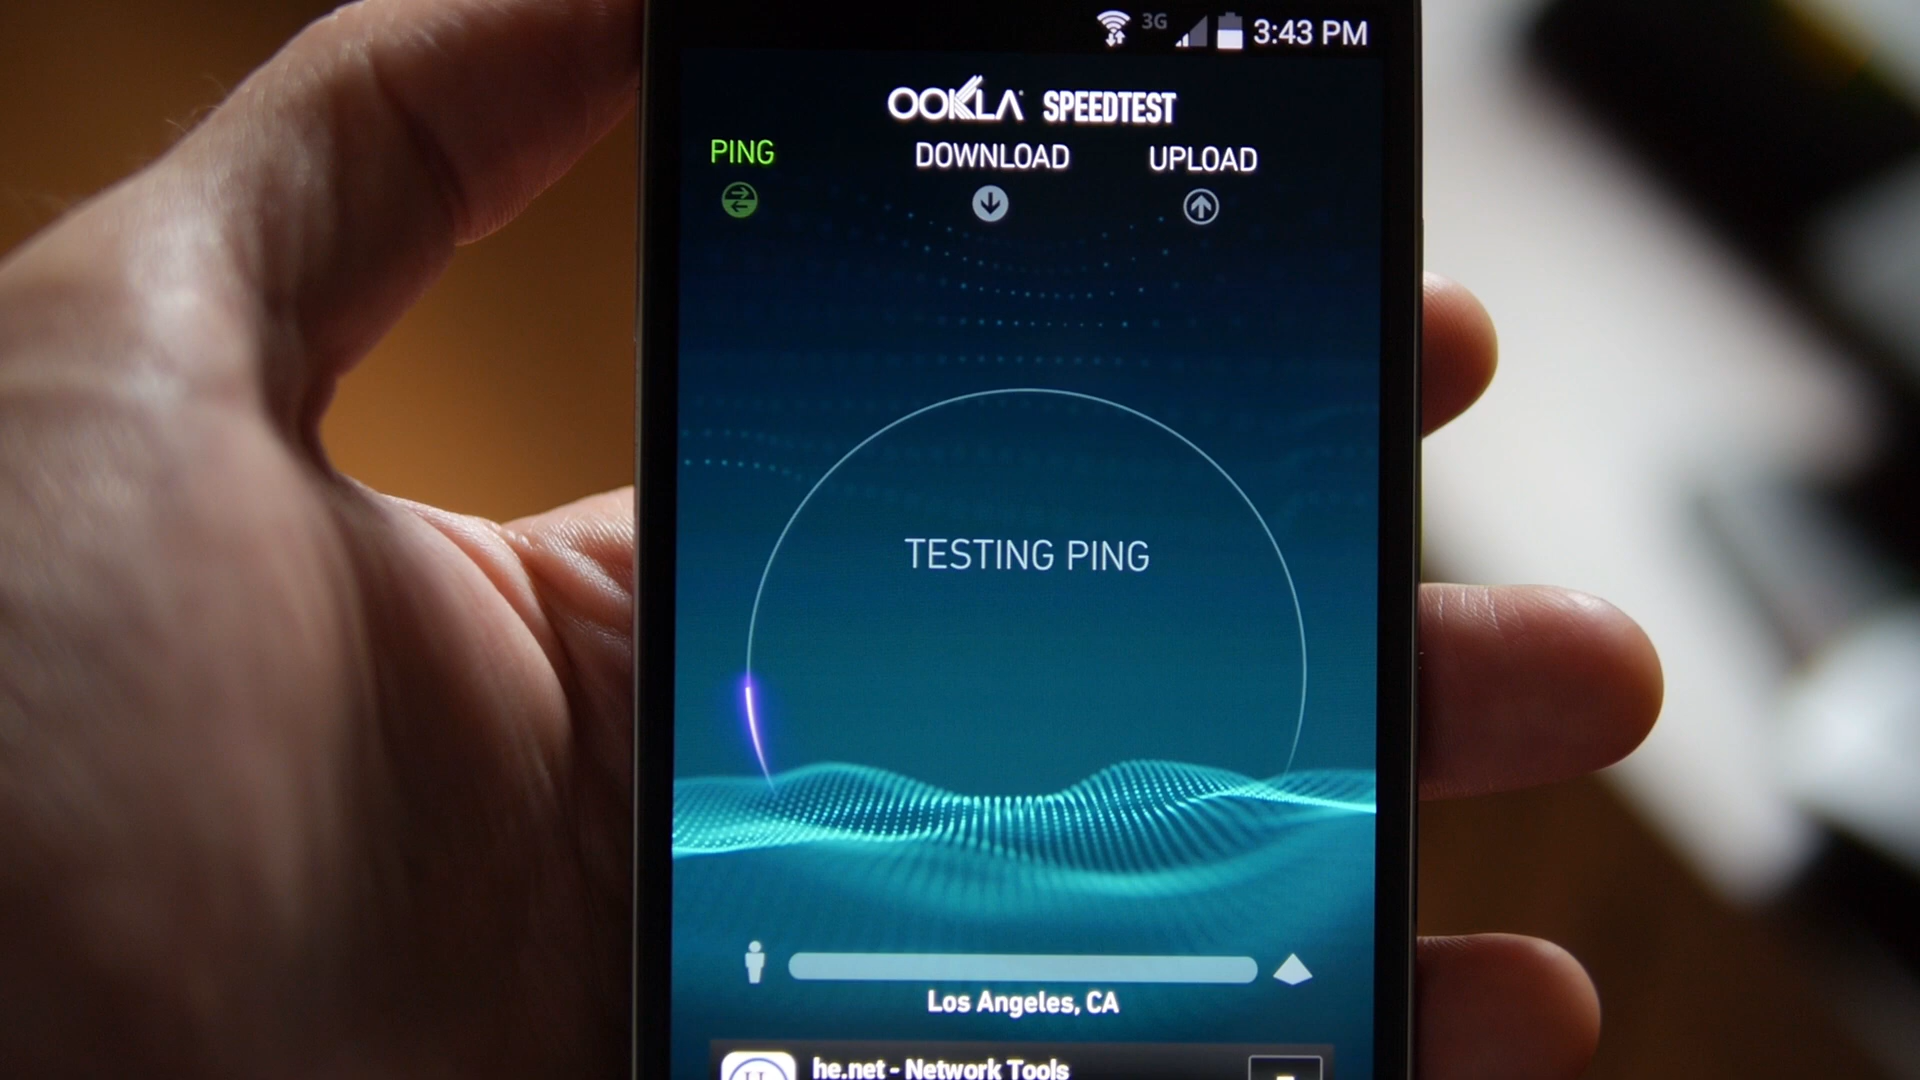 3G 3:43 PM
OOKLA SPEEDTEST
PING DOWNLOAD UPLOAD
TESTING PING
Los Angeles, CA
he.net - Network Tools